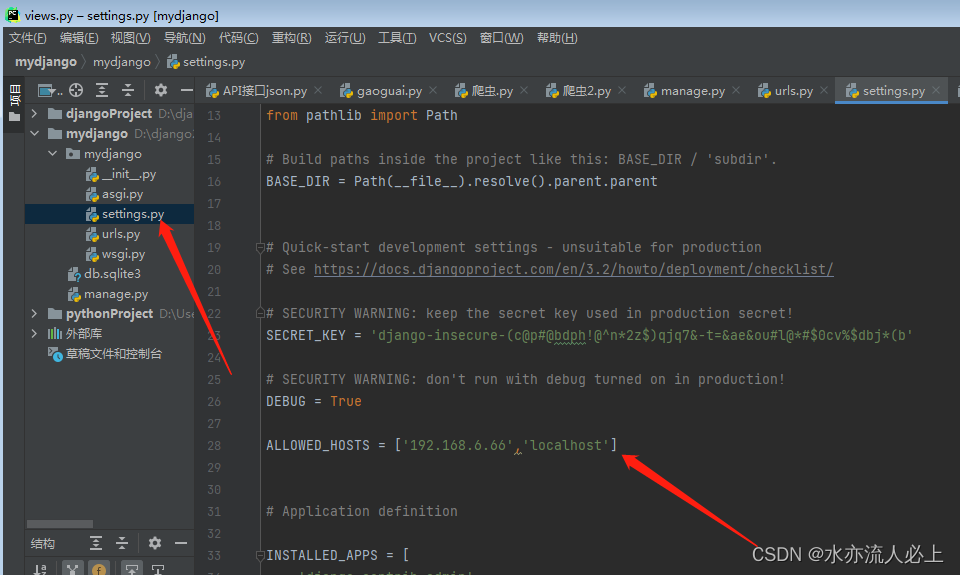 views.py – settings.py [mydjango]
文件(F) 编辑(E) 视图(V) 导航(N) 代码(C) 重构(R) 运行(U) 工具(T) VCS(S) 窗口(W) 帮助(H)
mydjango mydjango settings.py
项目
API接口json.py gaoguai.py 爬虫.py 爬虫2.py manage.py urls.py settings.py
djangoProject D:\dja
mydjango D:\django.
mydjango
__init__.py
asgi.py
settings.py
urls.py
wsgi.py
db.sqlite3
manage.py
pythonProject D:\Use
外部库
草稿文件和控制台
结构
13 from pathlib import Path
14
15 # Build paths inside the project like this: BASE_DIR / 'subdir'.
16 BASE_DIR = Path(__file__).resolve().parent.parent
17
18
19 # Quick-start development settings - unsuitable for production
20 # See https://docs.djangoproject.com/en/3.2/howto/deployment/checklist/
21
22 # SECURITY WARNING: keep the secret key used in production secret!
23 SECRET_KEY = 'django-insecure-(c@p#@bdph!@^n*2z$)qjq7&-t=&ae&ou#l@*#$0cv%$dbj*(b'
24
25 # SECURITY WARNING: don't run with debug turned on in production!
26 DEBUG = True
27
28 ALLOWED_HOSTS = ['192.168.6.66','localhost']
29
30
31 # Application definition
32
33 INSTALLED_APPS = [
CSDN @水亦流人必上